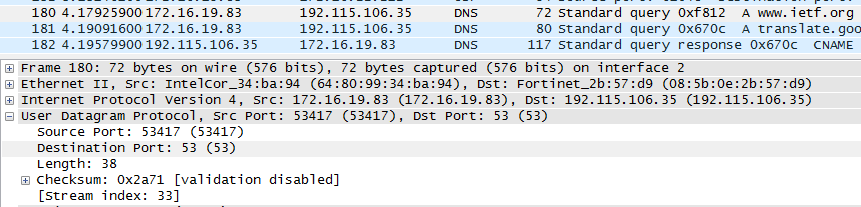 180 4.17925900 172.16.19.83 192.115.106.35 DNS 72 Standard query 0xf812 A www.ietf.org
181 4.19091600 172.16.19.83 192.115.106.35 DNS 80 Standard query 0x670c A translate.goo
182 4.19579900 192.115.106.35 172.16.19.83 DNS 117 Standard query response 0x670c CNAME
Frame 180: 72 bytes on wire (576 bits), 72 bytes captured (576 bits) on interface 2
Ethernet II, Src: IntelCor_34:ba:94 (64:80:99:34:ba:94), Dst: Fortinet_2b:57:d9 (08:5b:0e:2b:57:d9)
Internet Protocol Version 4, Src: 172.16.19.83 (172.16.19.83), Dst: 192.115.106.35 (192.115.106.35)
User Datagram Protocol, Src Port: 53417 (53417), Dst Port: 53 (53)
Source Port: 53417 (53417)
Destination Port: 53 (53)
Length: 38
Checksum: 0x2a71 [validation disabled]
[Stream index: 33]